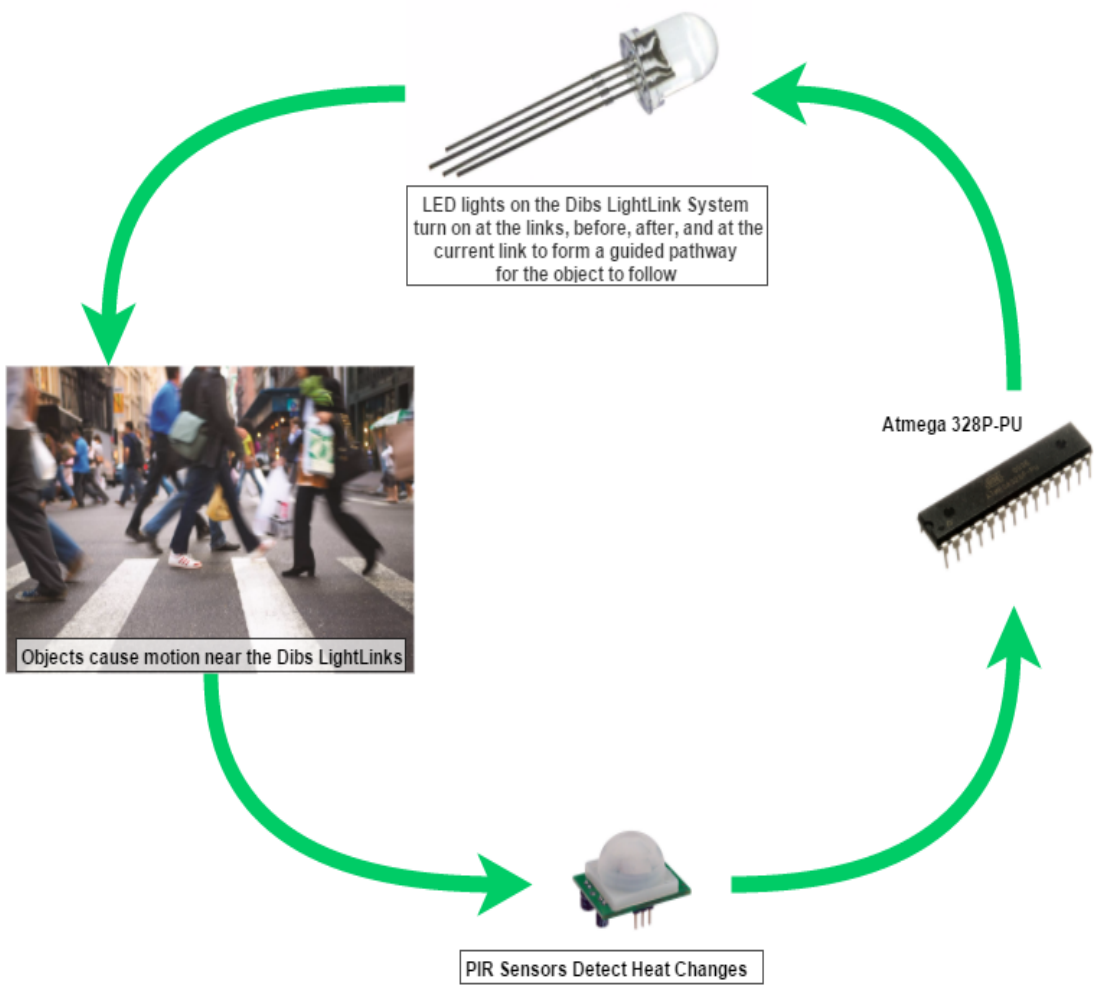 LED lights on the Dibs LightLink System
turn on at the links, before, after, and at the
current link to form a guided pathway
for the object to follow
Atmega 328P-PU
Objects cause motion near the Dibs LightLinks
PIR Sensors Detect Heat Changes